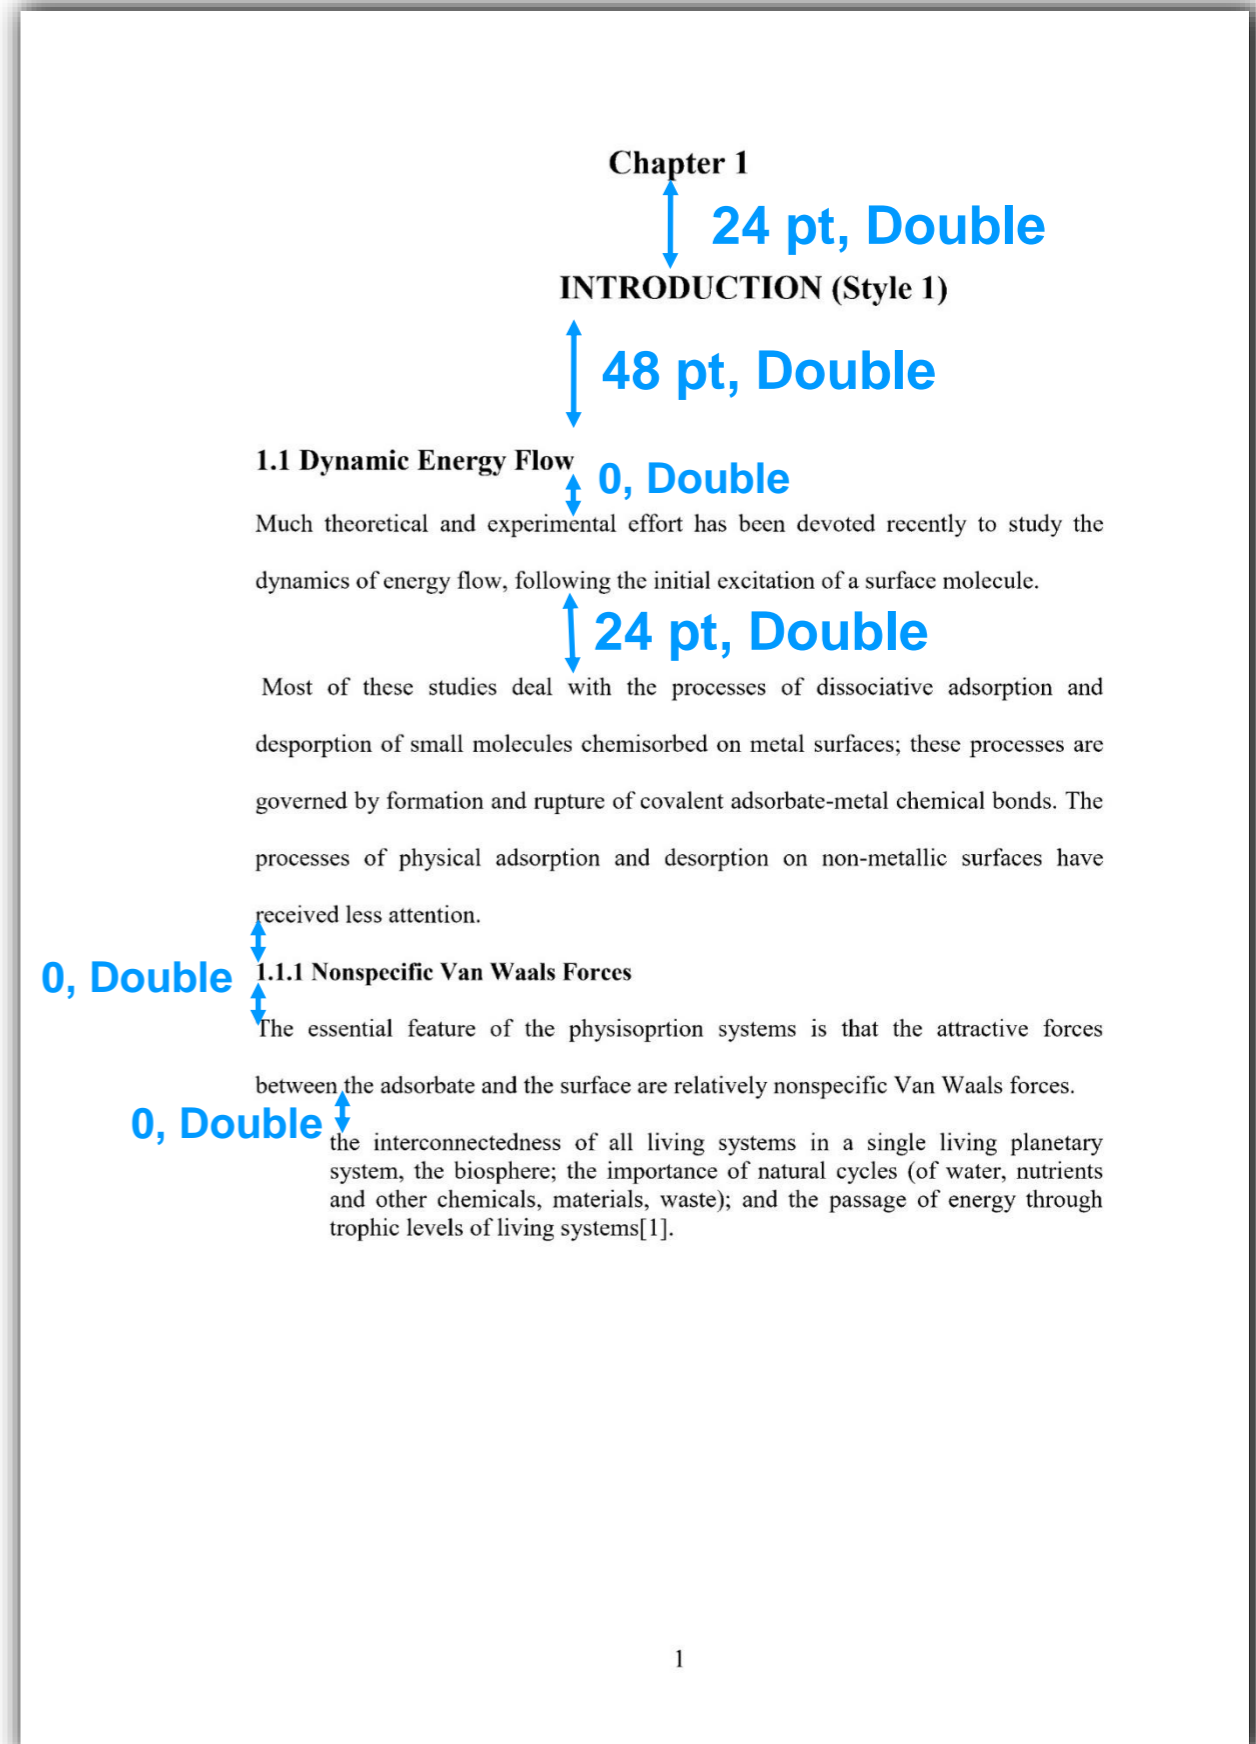 Chapter 1
24 pt, Double
INTRODUCTION (Style 1)
48 pt, Double
1.1 Dynamic Energy Flow
0, Double
Much theoretical and experimental effort has been devoted recently to study the
dynamics of energy flow, following the initial excitation of a surface molecule.
24 pt, Double
Most of these studies deal with the processes of dissociative adsorption and
desporption of small molecules chemisorbed on metal surfaces; these processes are
governed by formation and rupture of covalent adsorbate-metal chemical bonds. The
processes of physical adsorption and desorption on non-metallic surfaces have
received less attention.
0, Double
1.1.1 Nonspecific Van Waals Forces
The essential feature of the physisoprtion systems is that the attractive forces
between the adsorbate and the surface are relatively nonspecific Van Waals forces.
0, Double
the interconnectedness of all living systems in a single living planetary
system, the biosphere; the importance of natural cycles (of water, nutrients
and other chemicals, materials, waste); and the passage of energy through
trophic levels of living systems[1].
1